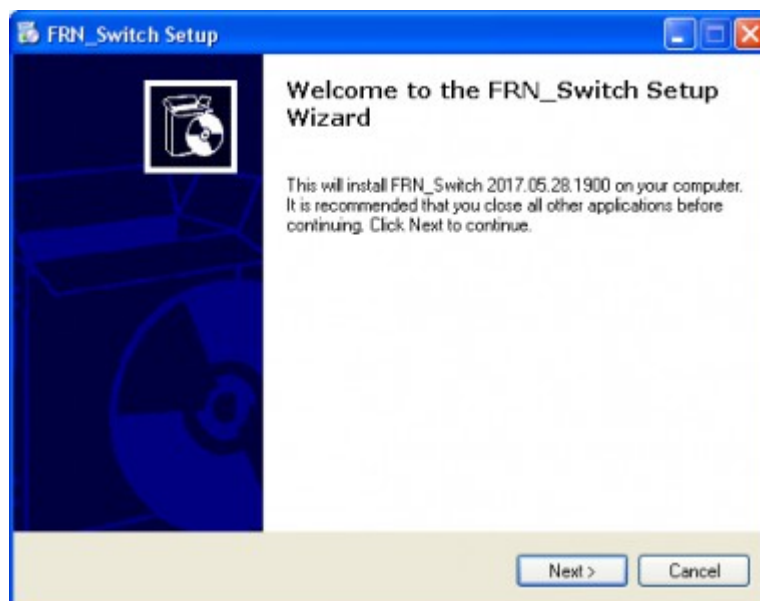 FRN_Switch Setup
Welcome to the FRN_Switch Setup
Wizard
This will install FRN_Switch 2017.05.28.1900 on your computer.
It is recommended that you close all other applications before
continuing. Click Next to continue.
Next >
Cancel